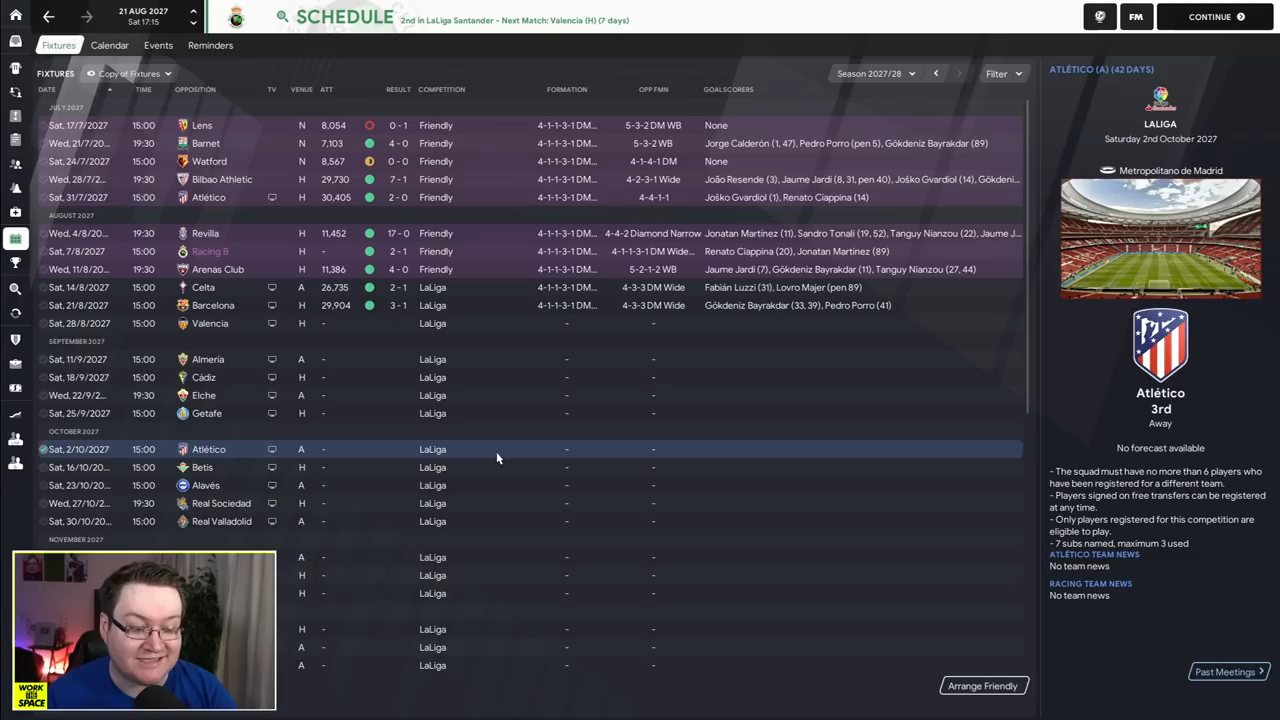 21 AUG 2027
Sat 17:15
SCHEDULE
2nd in LaLiga Santander - Next Match: Valencia (H) (7 days)
FM
CONTINUE
Fixtures Calendar Events Reminders
FIXTURES Copy of Fixtures Season 2027/28 Filter
DATE TIME OPPOSITION TV VENUE ATT RESULT COMPETITION FORMATION OPP FMN GOALSCORERS
JULY 2027
Sat, 17/7/2027 15:00 Lens N 8,054 0 - 1 Friendly 4-1-1-3-1 DM... 5-3-2 DM WB None
Wed, 21/7/20... 19:30 Barnet N 7,103 4 - 0 Friendly 4-1-1-3-1 DM... 5-3-2 WB Jorge Calderón (1, 47), Pedro Porro (pen 5), Gökdeniz Bayrakdar (89)
Sat, 24/7/2027 15:00 Watford N 8,567 0 - 0 Friendly 4-1-1-3-1 DM... 4-1-4-1 DM None
Wed, 28/7/2... 19:30 Bilbao Athletic H 29,730 7 - 1 Friendly 4-1-1-3-1 DM... 4-2-3-1 Wide João Resende (3), Jaume Jardi (8, 31, pen 40), Joško Gvardiol (14), Gökdeni...
Sat, 31/7/2027 15:00 Atlético H 30,405 2 - 0 Friendly 4-1-1-3-1 DM... 4-4-1-1 Joško Gvardiol (1), Renato Ciappina (14)
AUGUST 2027
Wed, 4/8/20... 19:30 Revilla H 11,452 17 - 0 Friendly 4-1-1-3-1 DM... 4-4-2 Diamond Narrow Jonatan Martínez (11), Sandro Tonali (19, 52), Tanguy Nianzou (22), Jaume J...
Sat, 7/8/2027 15:00 Racing B H - 2 - 1 Friendly 4-1-1-3-1 DM... 4-1-1-3-1 DM Wide... Renato Ciappina (20), Jonatan Martínez (89)
Wed, 11/8/20... 19:30 Arenas Club H 11,386 4 - 0 Friendly 4-1-1-3-1 DM... 5-2-1-2 WB Jaume Jardi (7), Gökdeniz Bayrakdar (11), Tanguy Nianzou (27, 44)
Sat, 14/8/2027 15:00 Celta A 26,735 2 - 1 LaLiga 4-1-1-3-1 DM... 4-3-3 DM Wide Fabián Luzzi (31), Lovro Majer (pen 89)
Sat, 21/8/2027 15:00 Barcelona H 29,904 3 - 1 LaLiga 4-1-1-3-1 DM... 4-3-3 DM Wide Gökdeniz Bayrakdar (33, 39), Pedro Porro (41)
Sat, 28/8/2027 15:00 Valencia H - LaLiga - -
SEPTEMBER 2027
Sat, 11/9/2027 15:00 Almería A - LaLiga - -
Sat, 18/9/2027 15:00 Cádiz H - LaLiga - -
Wed, 22/9/2... 19:30 Elche A - LaLiga - -
Sat, 25/9/2027 15:00 Getafe H - LaLiga - -
OCTOBER 2027
Sat, 2/10/2027 15:00 Atlético A - LaLiga - -
Sat, 16/10/20... 15:00 Betis H - LaLiga - -
Sat, 23/10/20... 15:00 Alavés A - LaLiga - -
Wed, 27/10/2... 19:30 Real Sociedad H - LaLiga - -
Sat, 30/10/20... 15:00 Real Valladolid A - LaLiga - -
NOVEMBER 2027
A - LaLiga - -
H - LaLiga - -
H - LaLiga - -
H - LaLiga - -
A - LaLiga - -
A - LaLiga - -
Arrange Friendly
ATLÉTICO (A) (42 DAYS)
LALIGA
Saturday 2nd October 2027
Metropolitano de Madrid
Atlético
3rd
Away
No forecast available
- The squad must have no more than 6 players who
have been registered for a different team.
- Players signed on free transfers can be registered
at any time.
- Only players registered for this competition are
eligible to play.
- 7 subs named, maximum 3 used
ATLÉTICO TEAM NEWS
No team news
RACING TEAM NEWS
No team news
Past Meetings
WORK
THE
SPACE